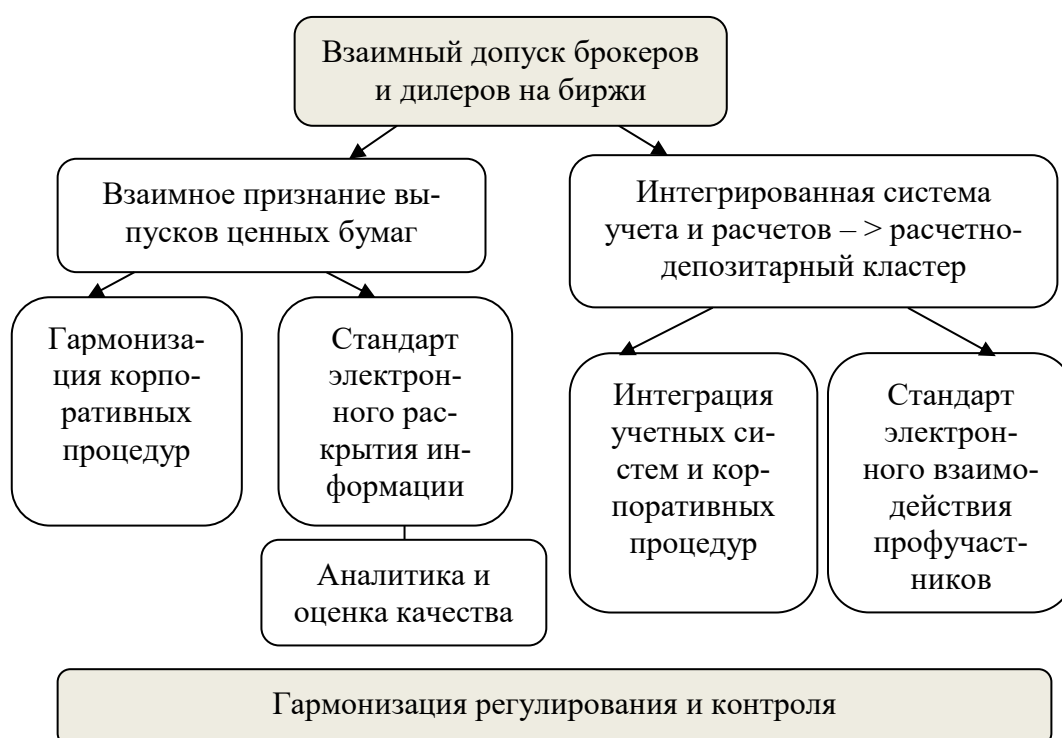 Взаимный допуск брокеров
и дилеров на биржи
Взаимное признание вы-
пусков ценных бумаг
Интегрированная система
учета и расчетов – > расчетно-
депозитарный кластер
Гармониза-
ция корпо-
ративных
процедур
Стандарт
электрон-
ного рас-
крытия ин-
формации
Интеграция
учетных си-
стем и кор-
поративных
процедур
Стандарт
электрон-
ного взаимо-
действия
профучаст-
ников
Аналитика и
оценка качества
Гармонизация регулирования и контроля